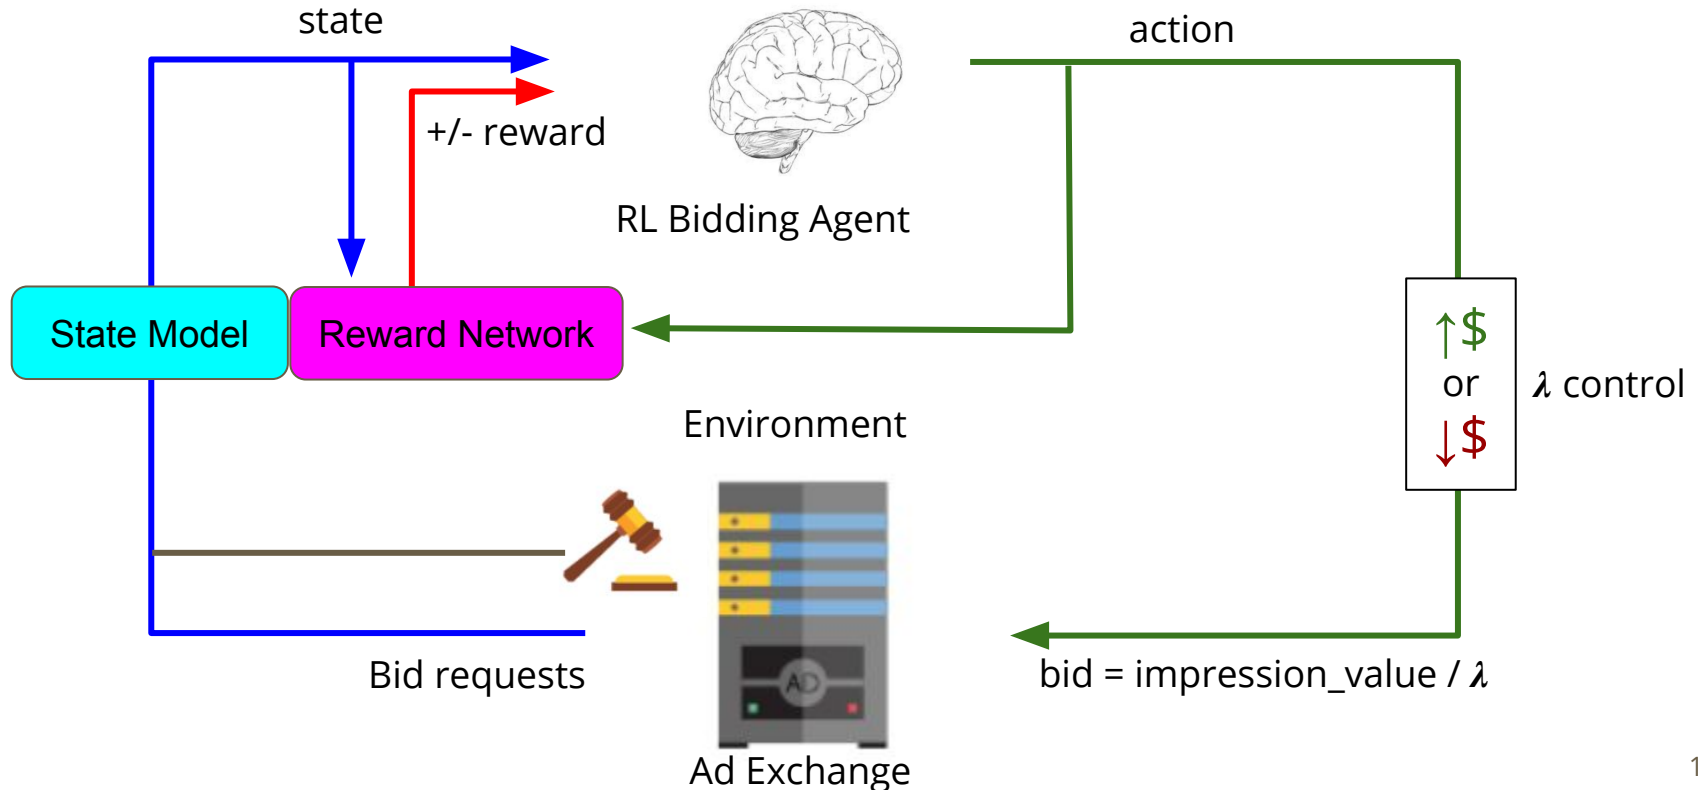 state
action
+/- reward
RL Bidding Agent
State Model
Reward Network
↑$
or
↓$
λ control
Environment
Bid requests
AD
bid = impression_value / λ
Ad Exchange
1